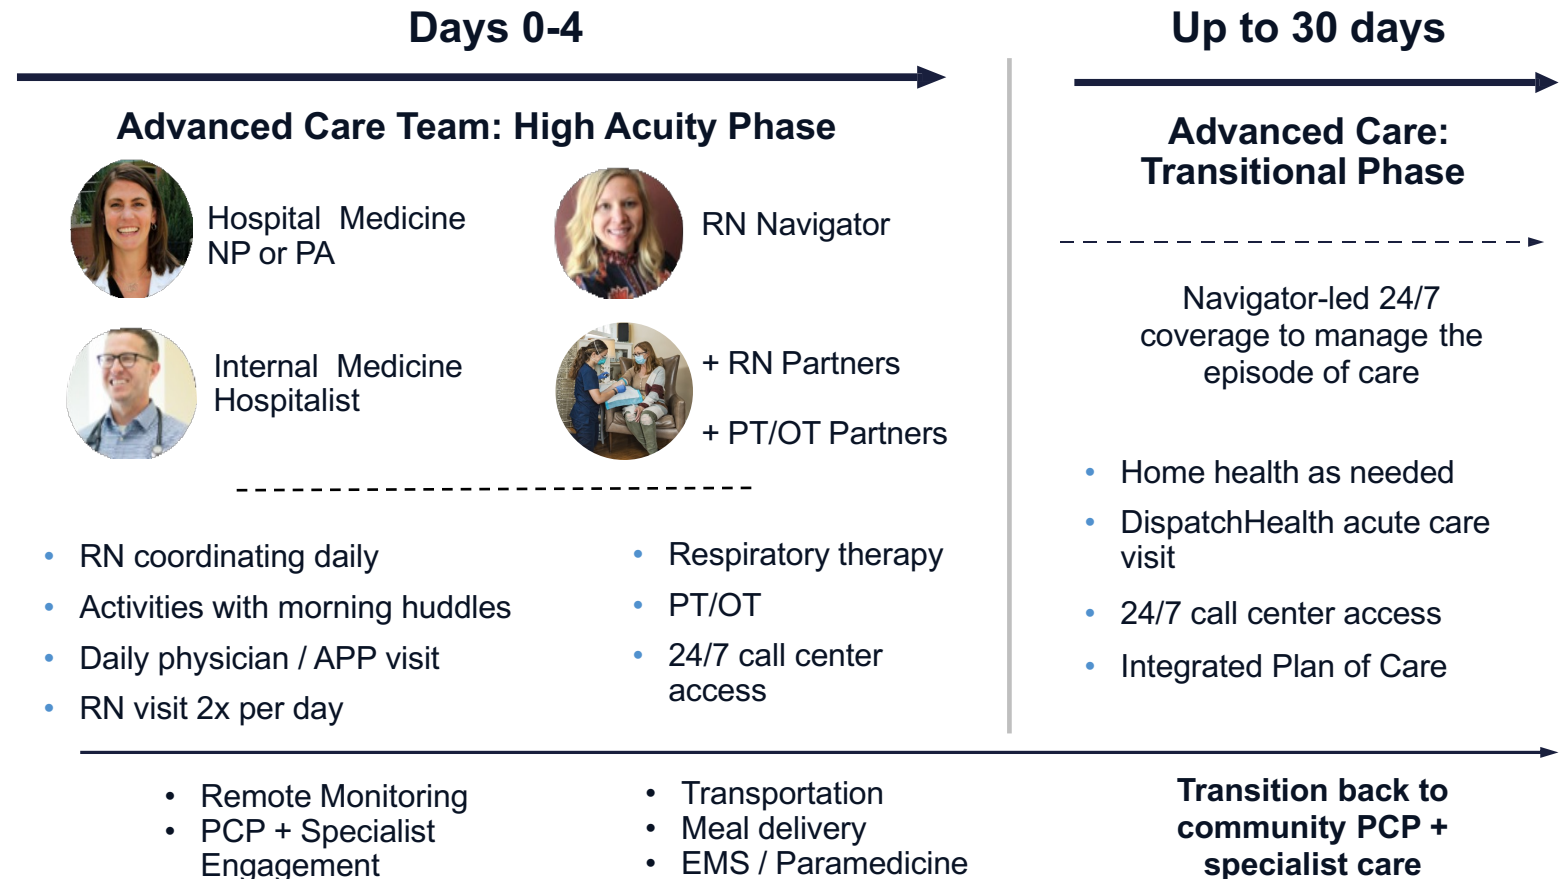 Days 0-4
Advanced Care Team: High Acuity Phase
Hospital Medicine
NP or PA
RN Navigator
Internal Medicine
Hospitalist
+ RN Partners
+ PT/OT Partners
• RN coordinating daily
• Activities with morning huddles
• Daily physician / APP visit
• RN visit 2x per day
• Respiratory therapy
• PT/OT
• 24/7 call center
access
Up to 30 days
Advanced Care:
Transitional Phase
Navigator-led 24/7
coverage to manage the
episode of care
• Home health as needed
• DispatchHealth acute care
visit
• 24/7 call center access
• Integrated Plan of Care
• Remote Monitoring
• PCP + Specialist
Engagement
• Transportation
• Meal delivery
• EMS / Paramedicine
Transition back to
community PCP +
specialist care